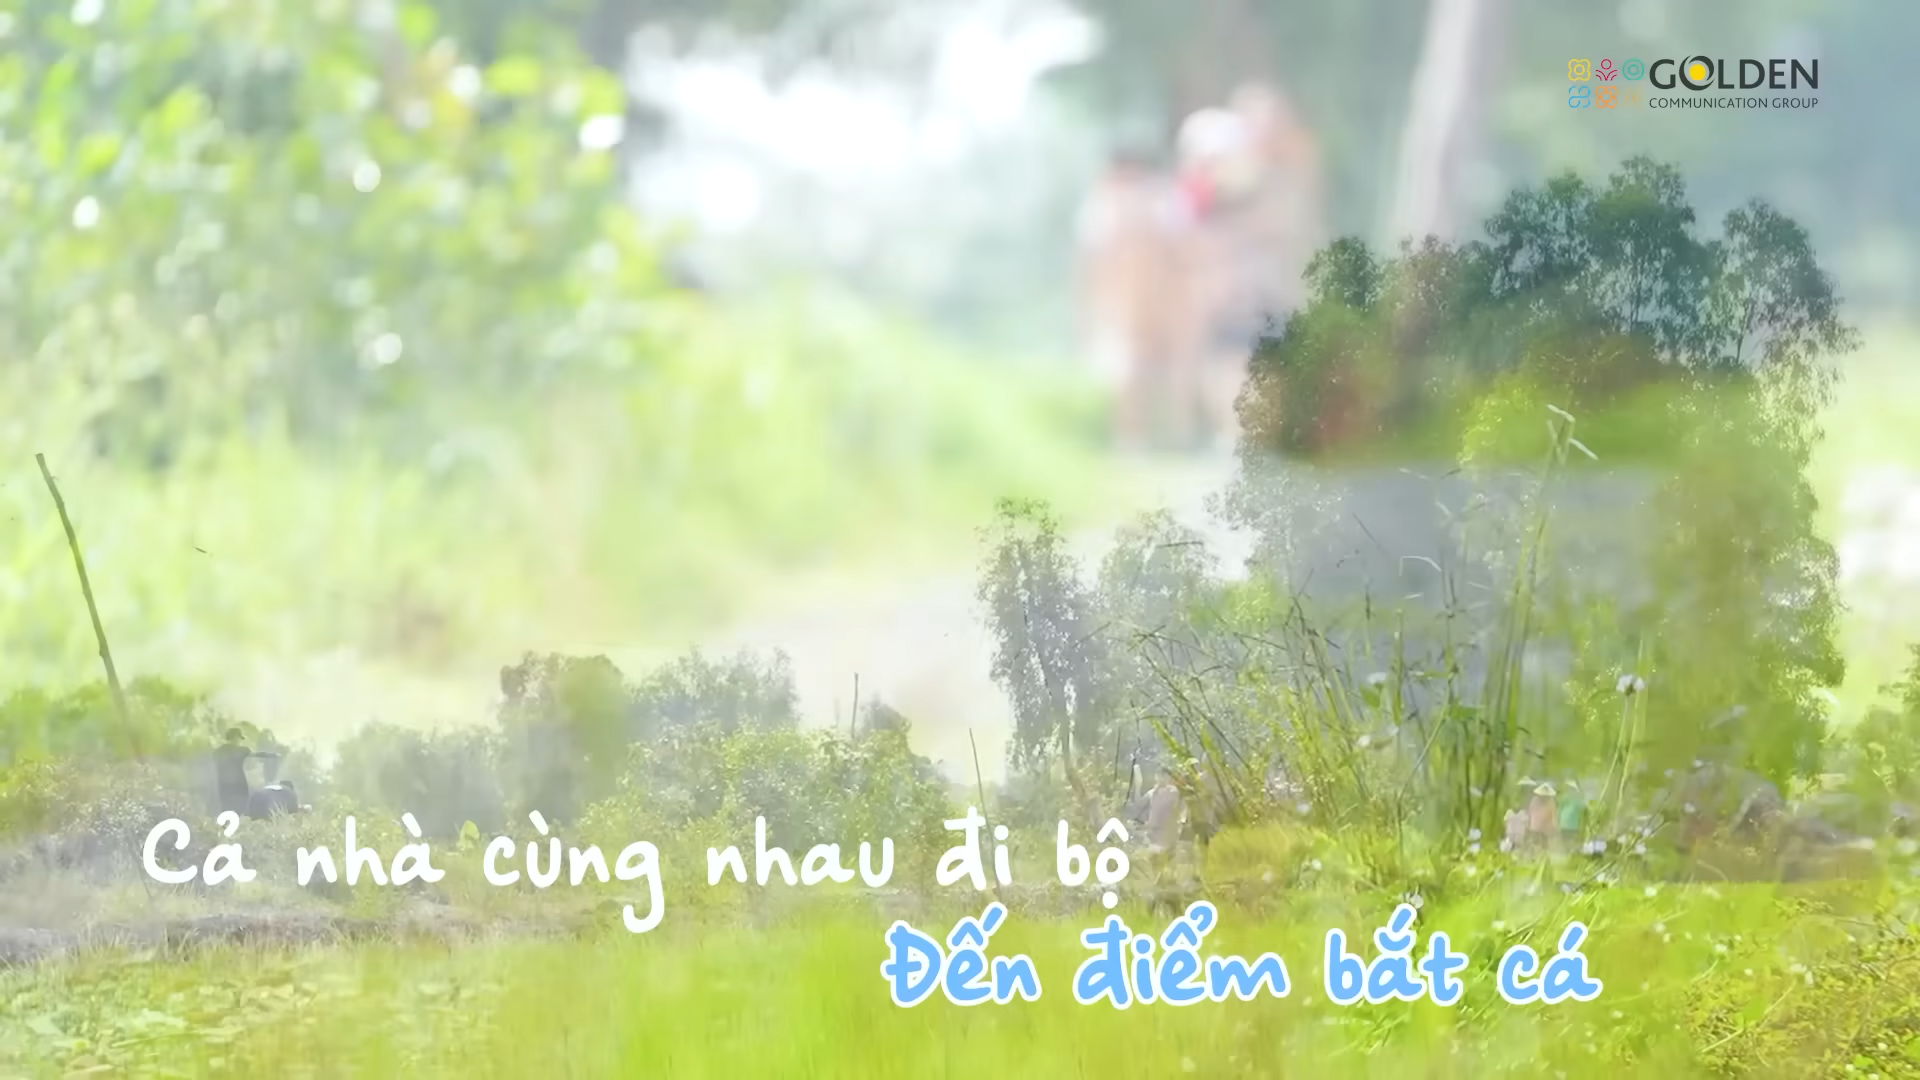 GOLDEN
COMMUNICATION GROUP
Cả nhà cùng nhau đi bộ
Đến điểm bắt cá